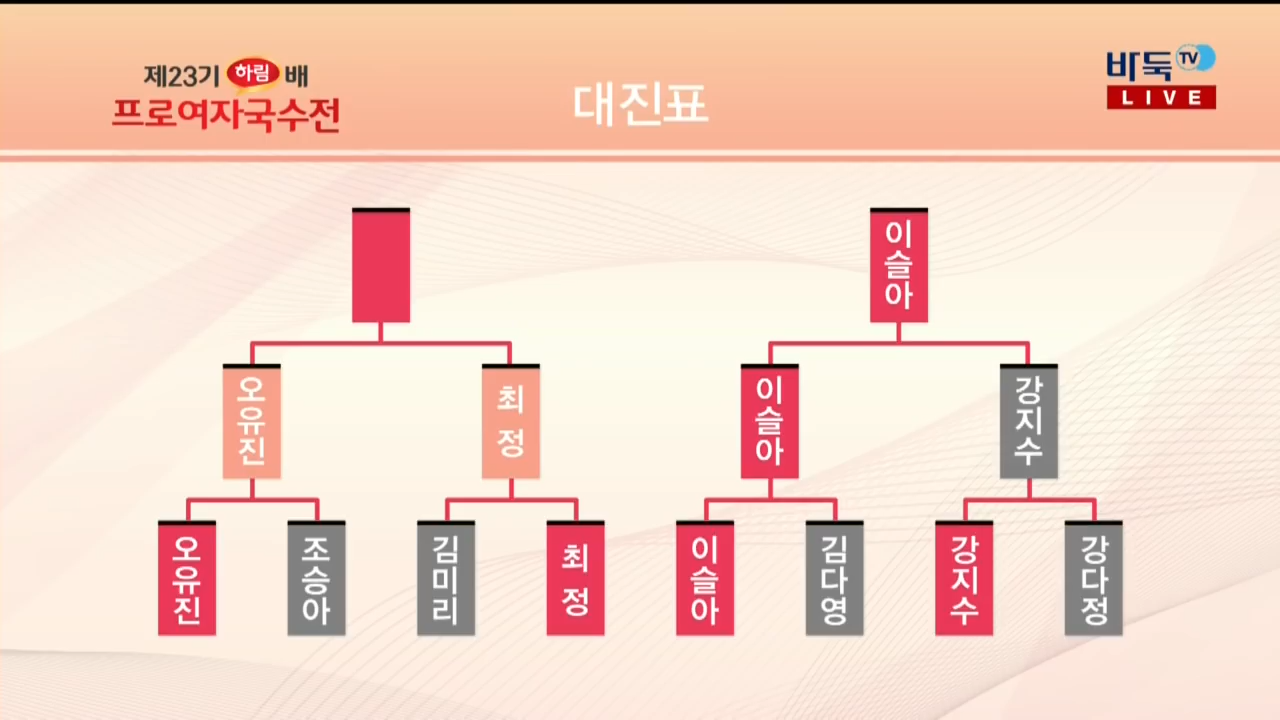 제23기 하림 배
프로여자국수전
대진표
바둑TV
LIVE
이슬아
오유진
최정
이슬아
강지수
오유진
조승아
김미리
최정
이슬아
김다영
강지수
강다정